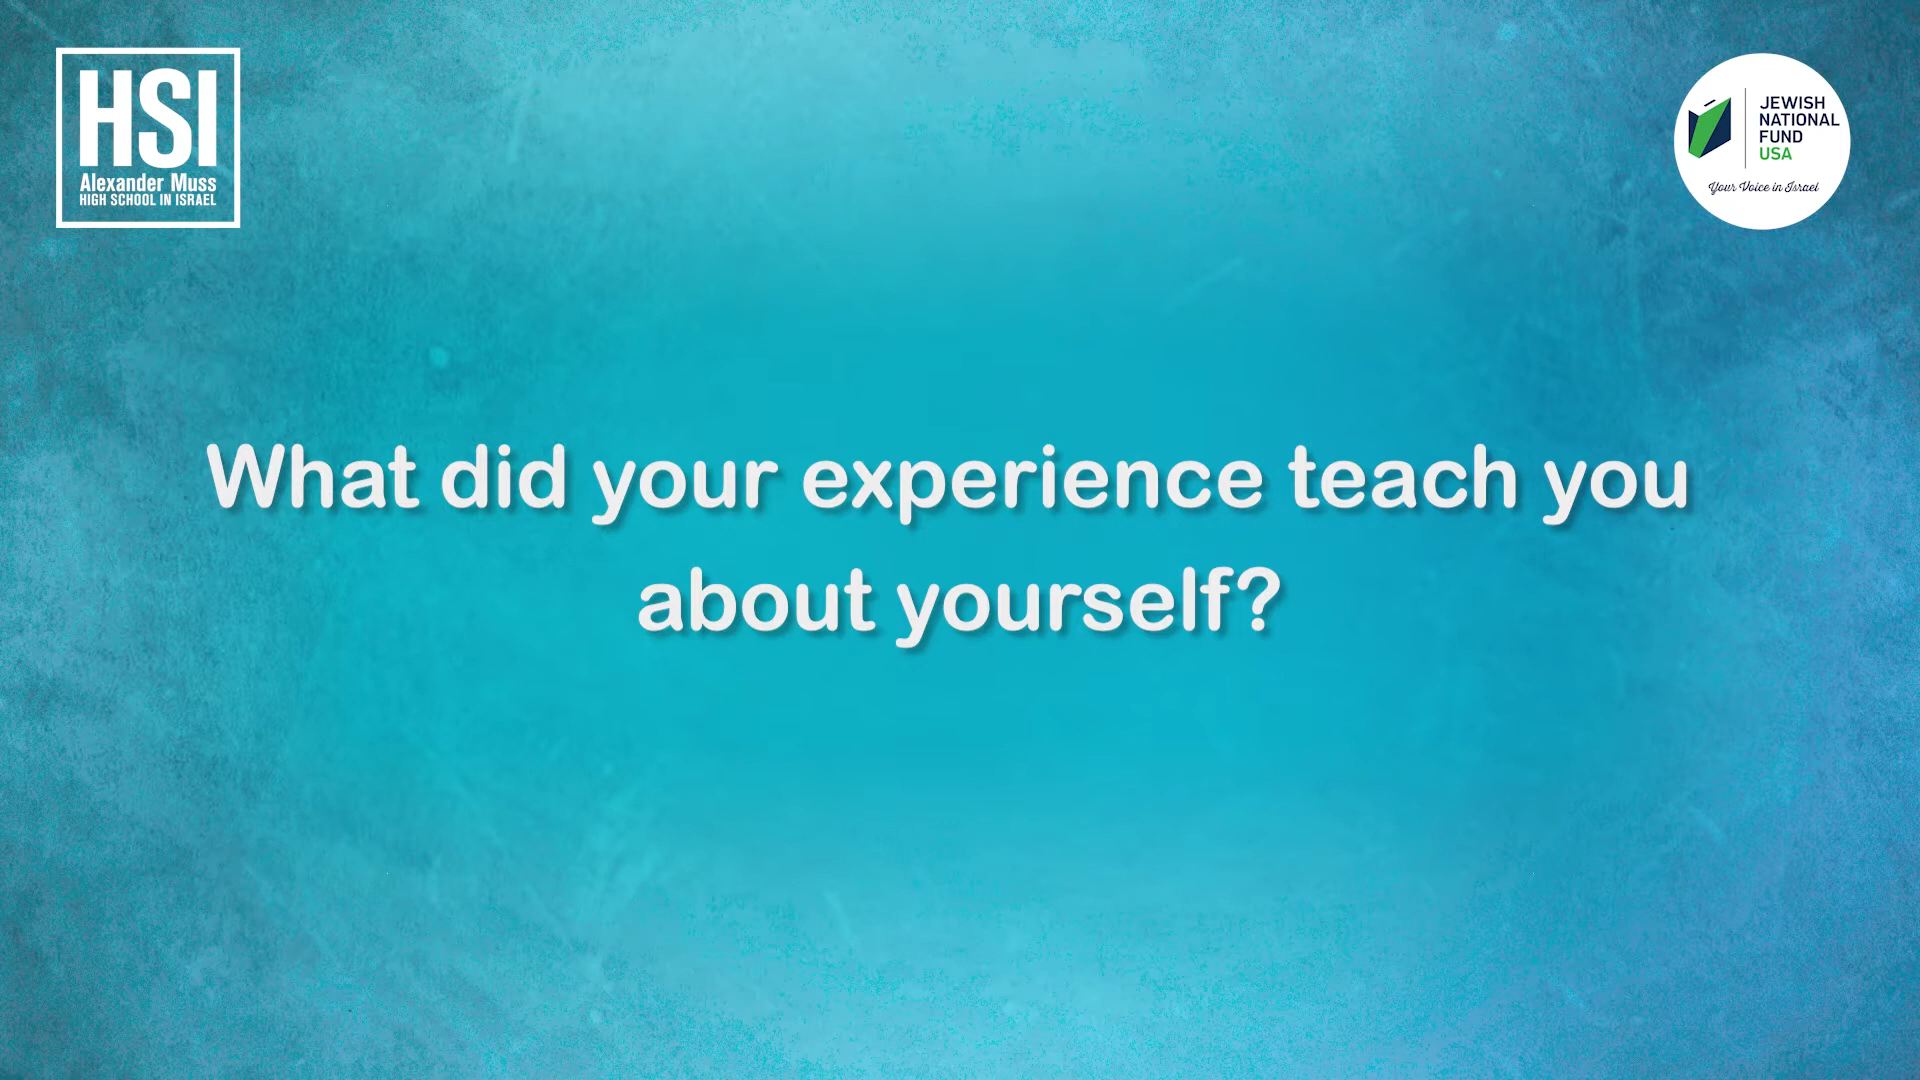 HSI
Alexander Muss
HIGH SCHOOL IN ISRAEL
JEWISH
NATIONAL
FUND
USA
Your Voice in Israel
What did your experience teach you
about yourself?